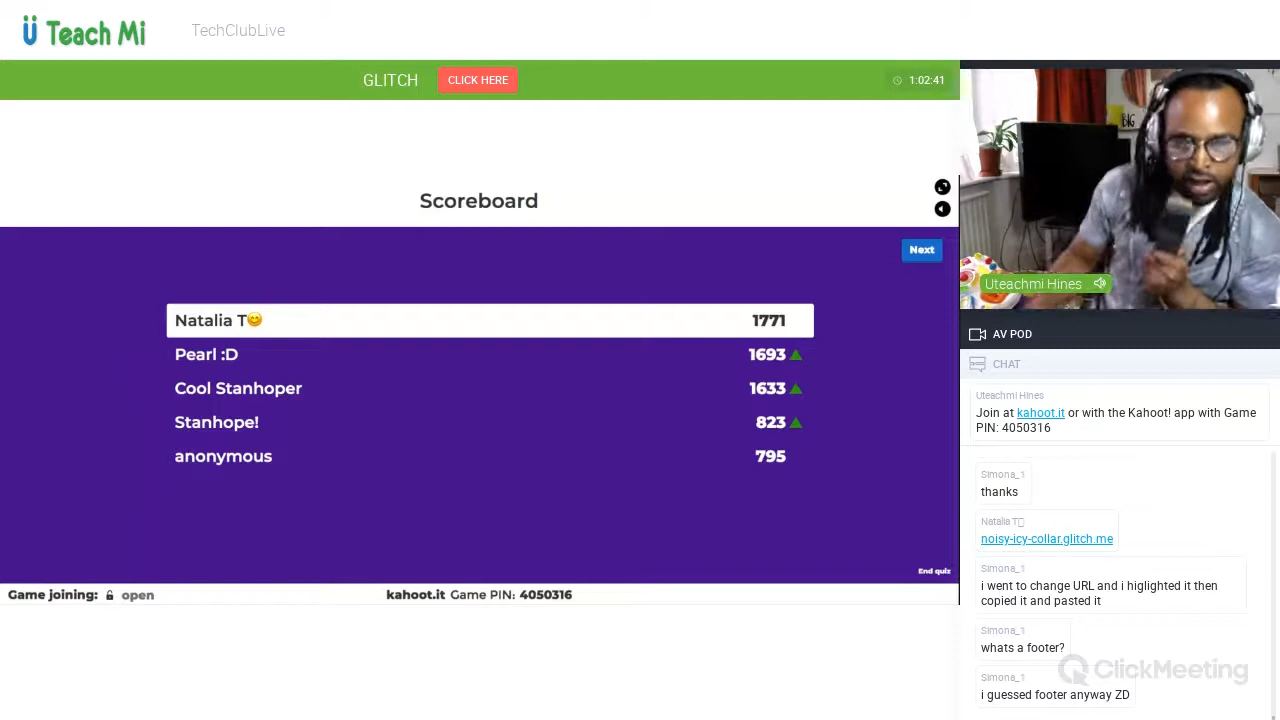 Ü Teach Mi
TechClubLive
GLITCH
CLICK HERE
1:02:41
Scoreboard
Next
Natalia T😊 1771
Pearl :D 1693
Cool Stanhoper 1633
Stanhope! 823
anonymous 795
End quiz
Game joining: open
kahoot.it Game PIN: 4050316
BIG
Uteachmi Hines
AV POD
CHAT
Uteachmi Hines
Join at kahoot.it or with the Kahoot! app with Game
PIN: 4050316
Simona_1
thanks
Natalia T
noisy-icy-collar.glitch.me
Simona_1
i went to change URL and i higlighted it then
copied it and pasted it
Simona_1
whats a footer?
Simona_1
i guessed footer anyway ZD
ClickMeeting